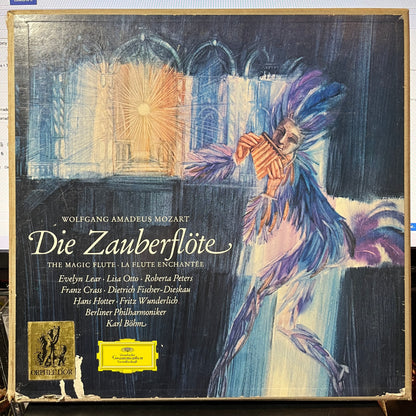 WOLFGANG AMADEUS MOZART
Die Zauberflöte
THE MAGIC FLUTE · LA FLUTE ENCHANTÉE
Evelyn Lear · Lisa Otto · Roberta Peters
Franz Crass · Dietrich Fischer-Dieskau
Hans Hotter · Fritz Wunderlich
Berliner Philharmoniker
Karl Böhm
Deutsche
Grammophon
Gesellschaft
ORPHÉE D'OR